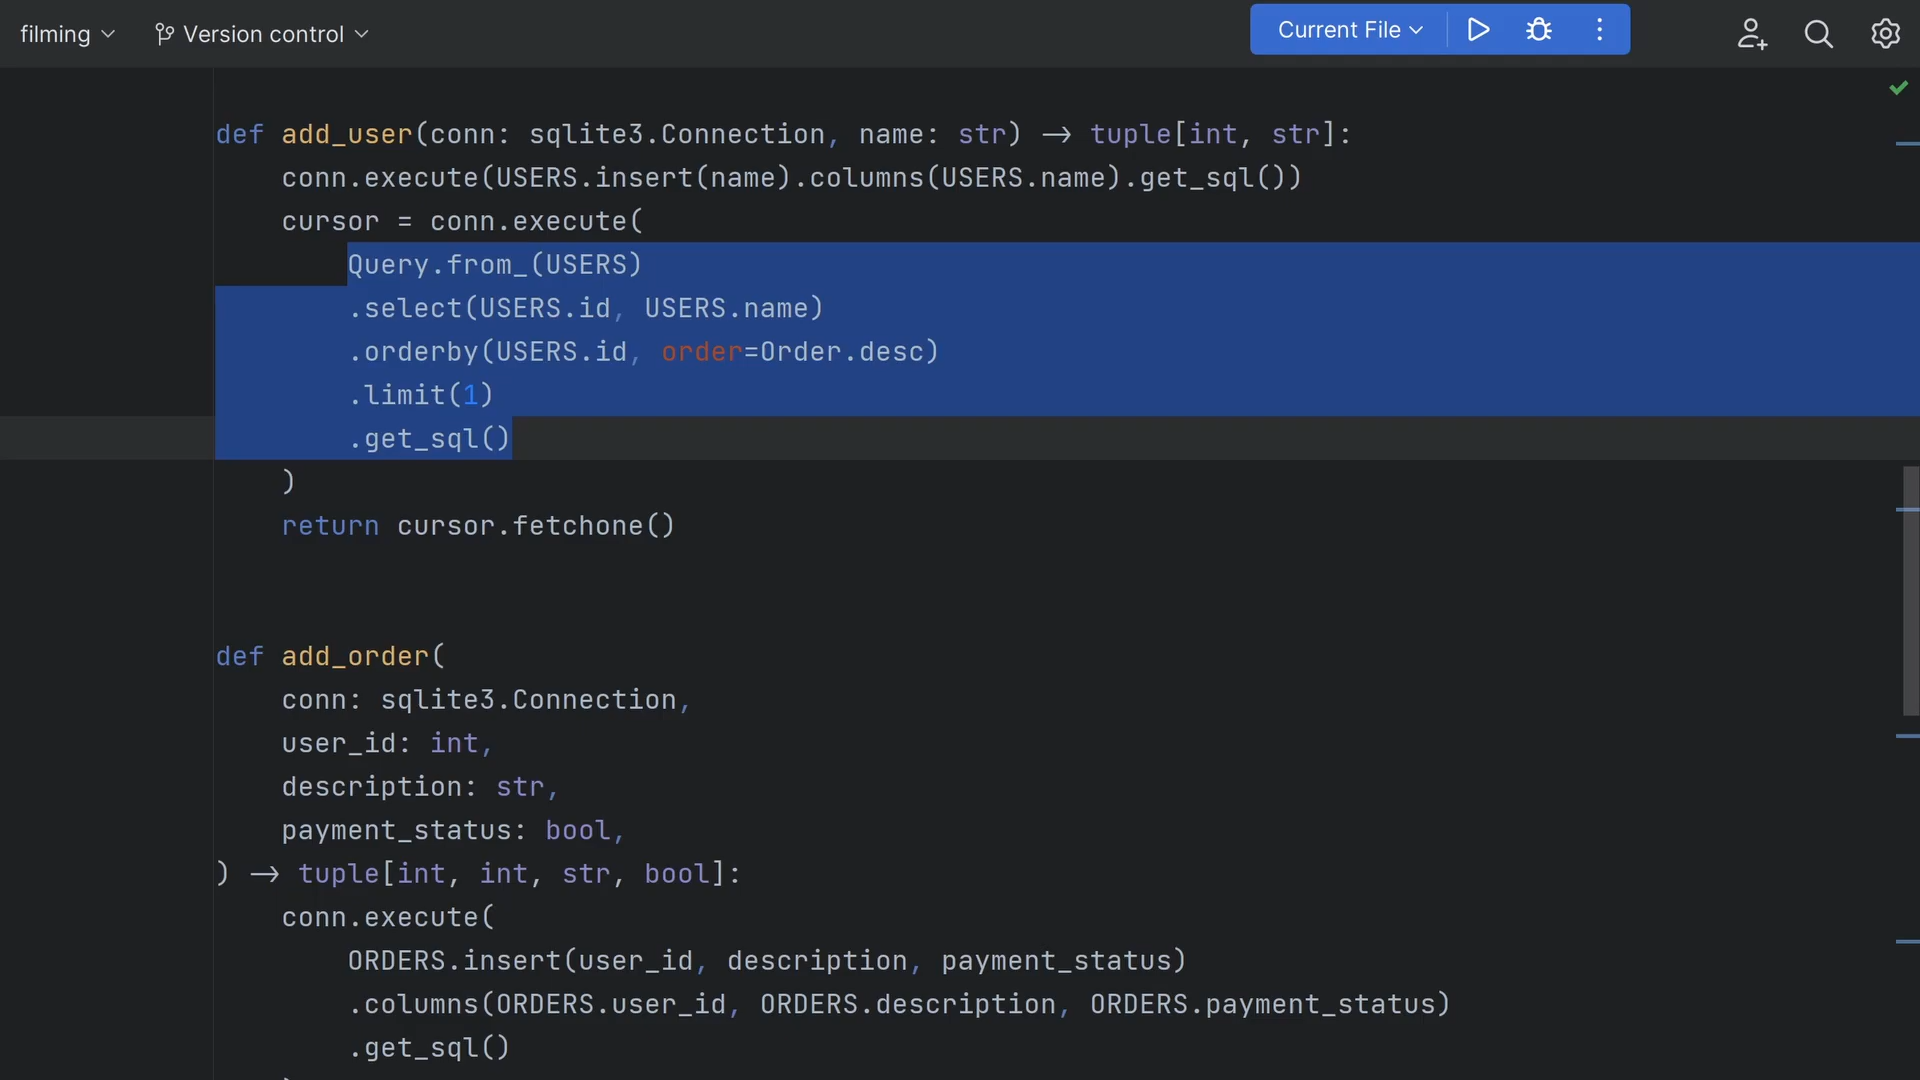 filming Version control Current File
def add_user(conn: sqlite3.Connection, name: str) → tuple[int, str]:
    conn.execute(USERS.insert(name).columns(USERS.name).get_sql())
    cursor = conn.execute(
        Query.from_(USERS)
        .select(USERS.id, USERS.name)
        .orderby(USERS.id, order=Order.desc)
        .limit(1)
        .get_sql()
    )
    return cursor.fetchone()
def add_order(
    conn: sqlite3.Connection,
    user_id: int,
    description: str,
    payment_status: bool,
) → tuple[int, int, str, bool]:
    conn.execute(
        ORDERS.insert(user_id, description, payment_status)
        .columns(ORDERS.user_id, ORDERS.description, ORDERS.payment_status)
        .get_sql()